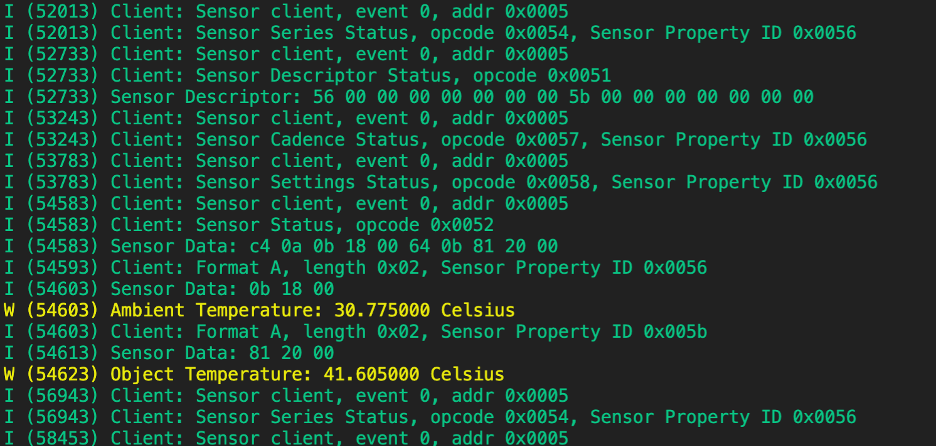 I (52013) Client: Sensor client, event 0, addr 0x0005
I (52013) Client: Sensor Series Status, opcode 0x0054, Sensor Property ID 0x0056
I (52733) Client: Sensor client, event 0, addr 0x0005
I (52733) Client: Sensor Descriptor Status, opcode 0x0051
I (52733) Sensor Descriptor: 56 00 00 00 00 00 00 00 5b 00 00 00 00 00 00 00
I (53243) Client: Sensor client, event 0, addr 0x0005
I (53243) Client: Sensor Cadence Status, opcode 0x0057, Sensor Property ID 0x0056
I (53783) Client: Sensor client, event 0, addr 0x0005
I (53783) Client: Sensor Settings Status, opcode 0x0058, Sensor Property ID 0x0056
I (54583) Client: Sensor client, event 0, addr 0x0005
I (54583) Client: Sensor Status, opcode 0x0052
I (54583) Sensor Data: c4 0a 0b 18 00 64 0b 81 20 00
I (54593) Client: Format A, length 0x02, Sensor Property ID 0x0056
I (54603) Sensor Data: 0b 18 00
W (54603) Ambient Temperature: 30.775000 Celsius
I (54603) Client: Format A, length 0x02, Sensor Property ID 0x005b
I (54613) Sensor Data: 81 20 00
W (54623) Object Temperature: 41.605000 Celsius
I (56943) Client: Sensor client, event 0, addr 0x0005
I (56943) Client: Sensor Series Status, opcode 0x0054, Sensor Property ID 0x0056
I (58453) Client: Sensor client, event 0, addr 0x0005